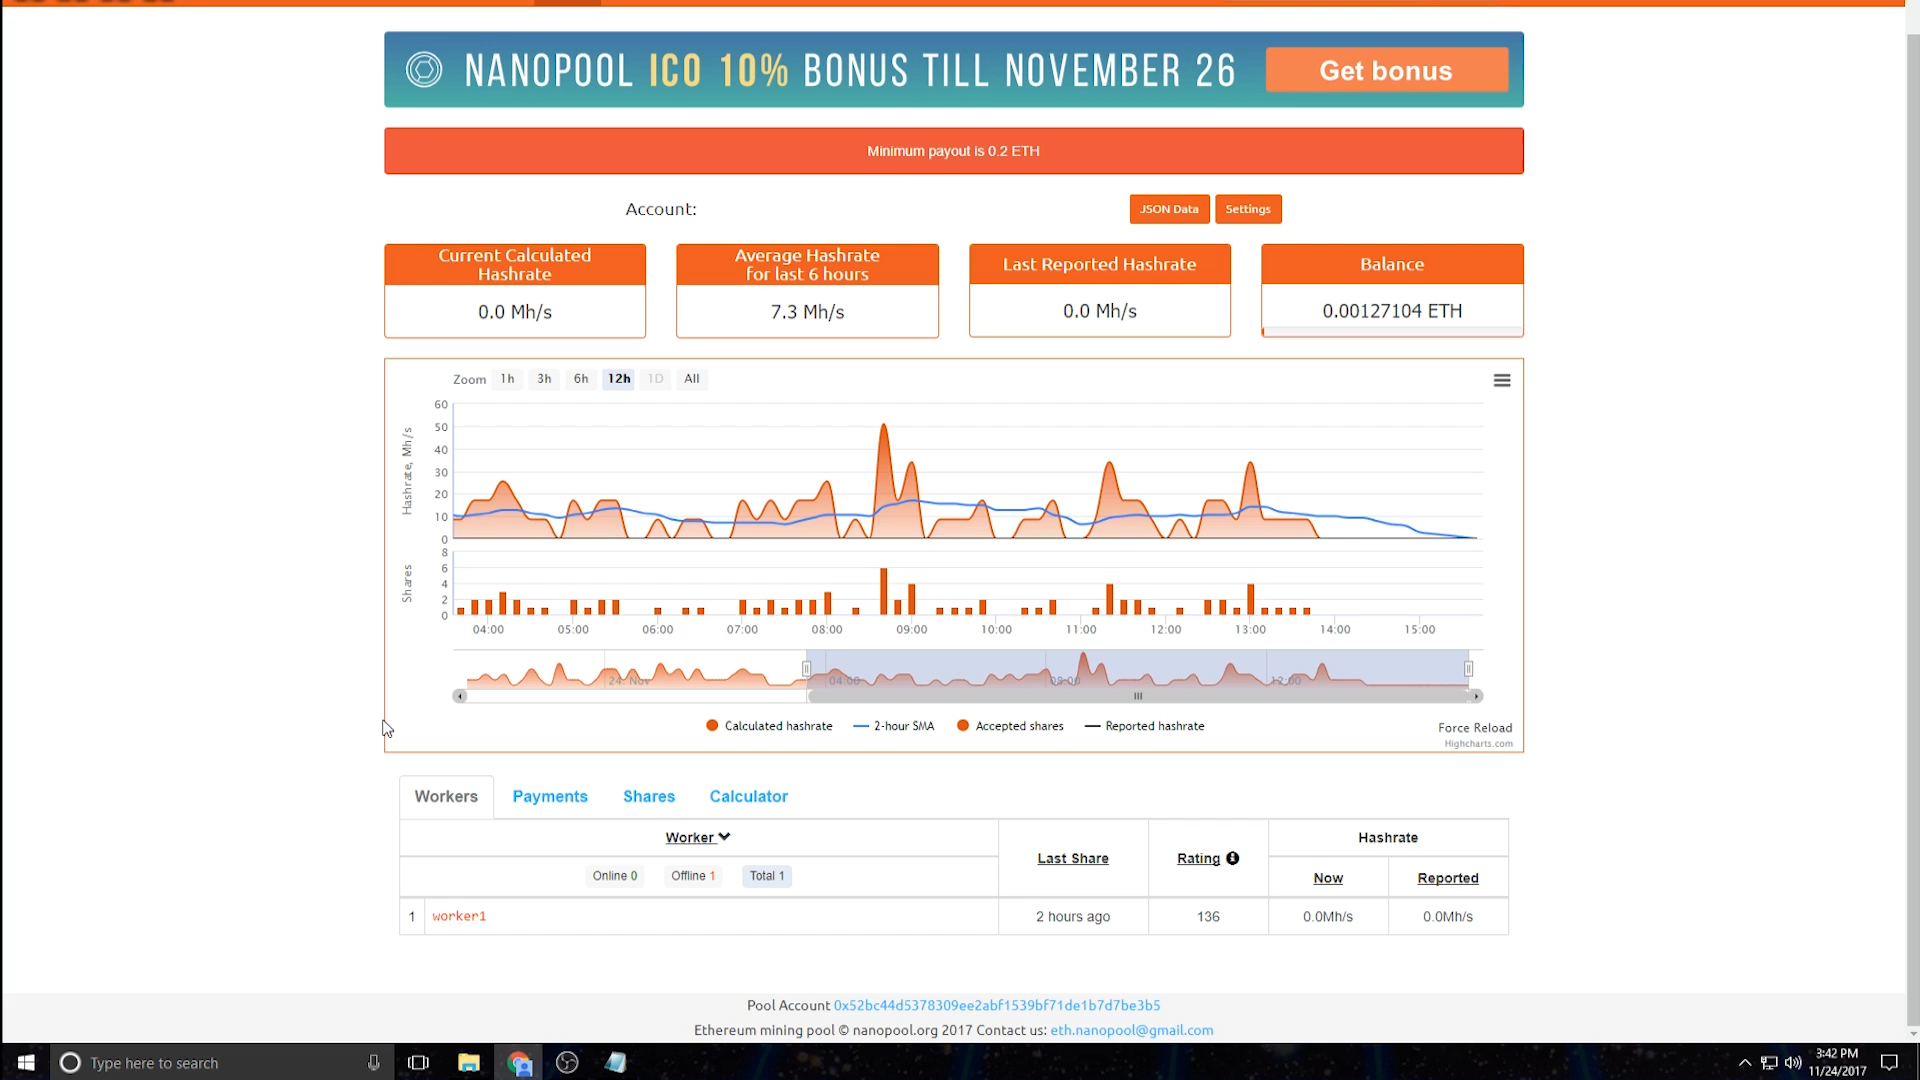 NANOPOOL ICO 10% BONUS TILL NOVEMBER 26
Get bonus
Minimum payout is 0.2 ETH
Account:
JSON Data
Settings
Current Calculated
Hashrate
0.0 Mh/s
Average Hashrate
for last 6 hours
7.3 Mh/s
Last Reported Hashrate
0.0 Mh/s
Balance
0.00127104 ETH
Zoom 1h 3h 6h 12h 1D All
Hashrate, Mh/s
60
50
40
30
20
10
0
Shares
8
6
4
2
0
04:00 05:00 06:00 07:00 08:00 09:00 10:00 11:00 12:00 13:00 14:00 15:00
24. Nov 04:00 08:00 12:00
Calculated hashrate 2-hour SMA Accepted shares Reported hashrate
Force Reload
Highcharts.com
Workers Payments Shares Calculator
Worker
Online 0 Offline 1 Total 1
Last Share
Rating
Hashrate
Now Reported
1 worker1 2 hours ago 136 0.0Mh/s 0.0Mh/s
Pool Account 0x52bc44d5378309ee2abf1539bf71de1b7d7be3b5
Ethereum mining pool © nanopool.org 2017 Contact us: eth.nanopool@gmail.com
Type here to search
3:42 PM
11/24/2017